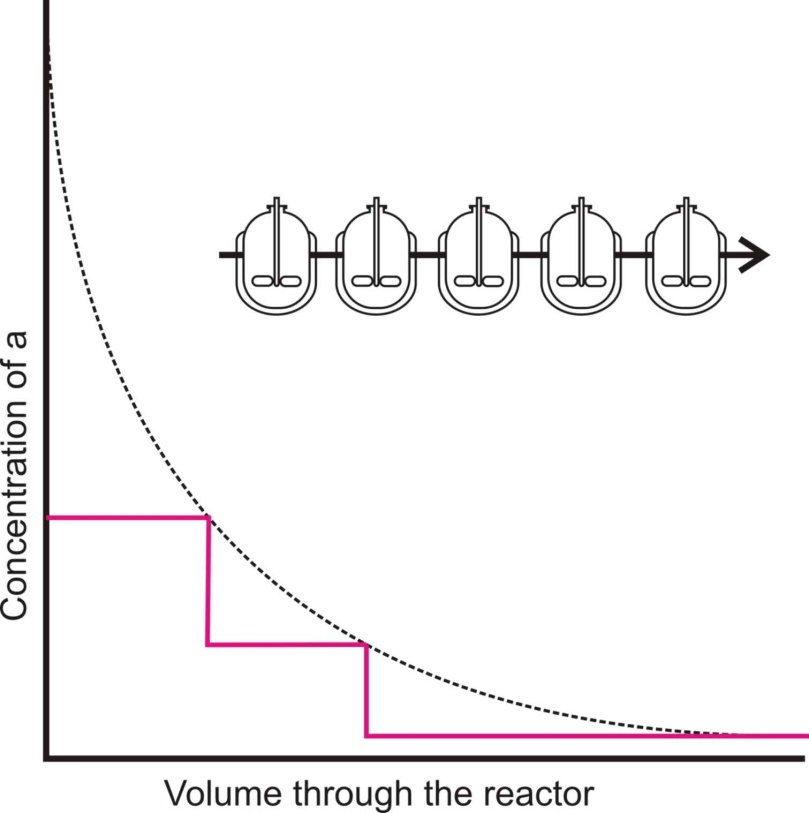 Concentration of a
Volume through the reactor